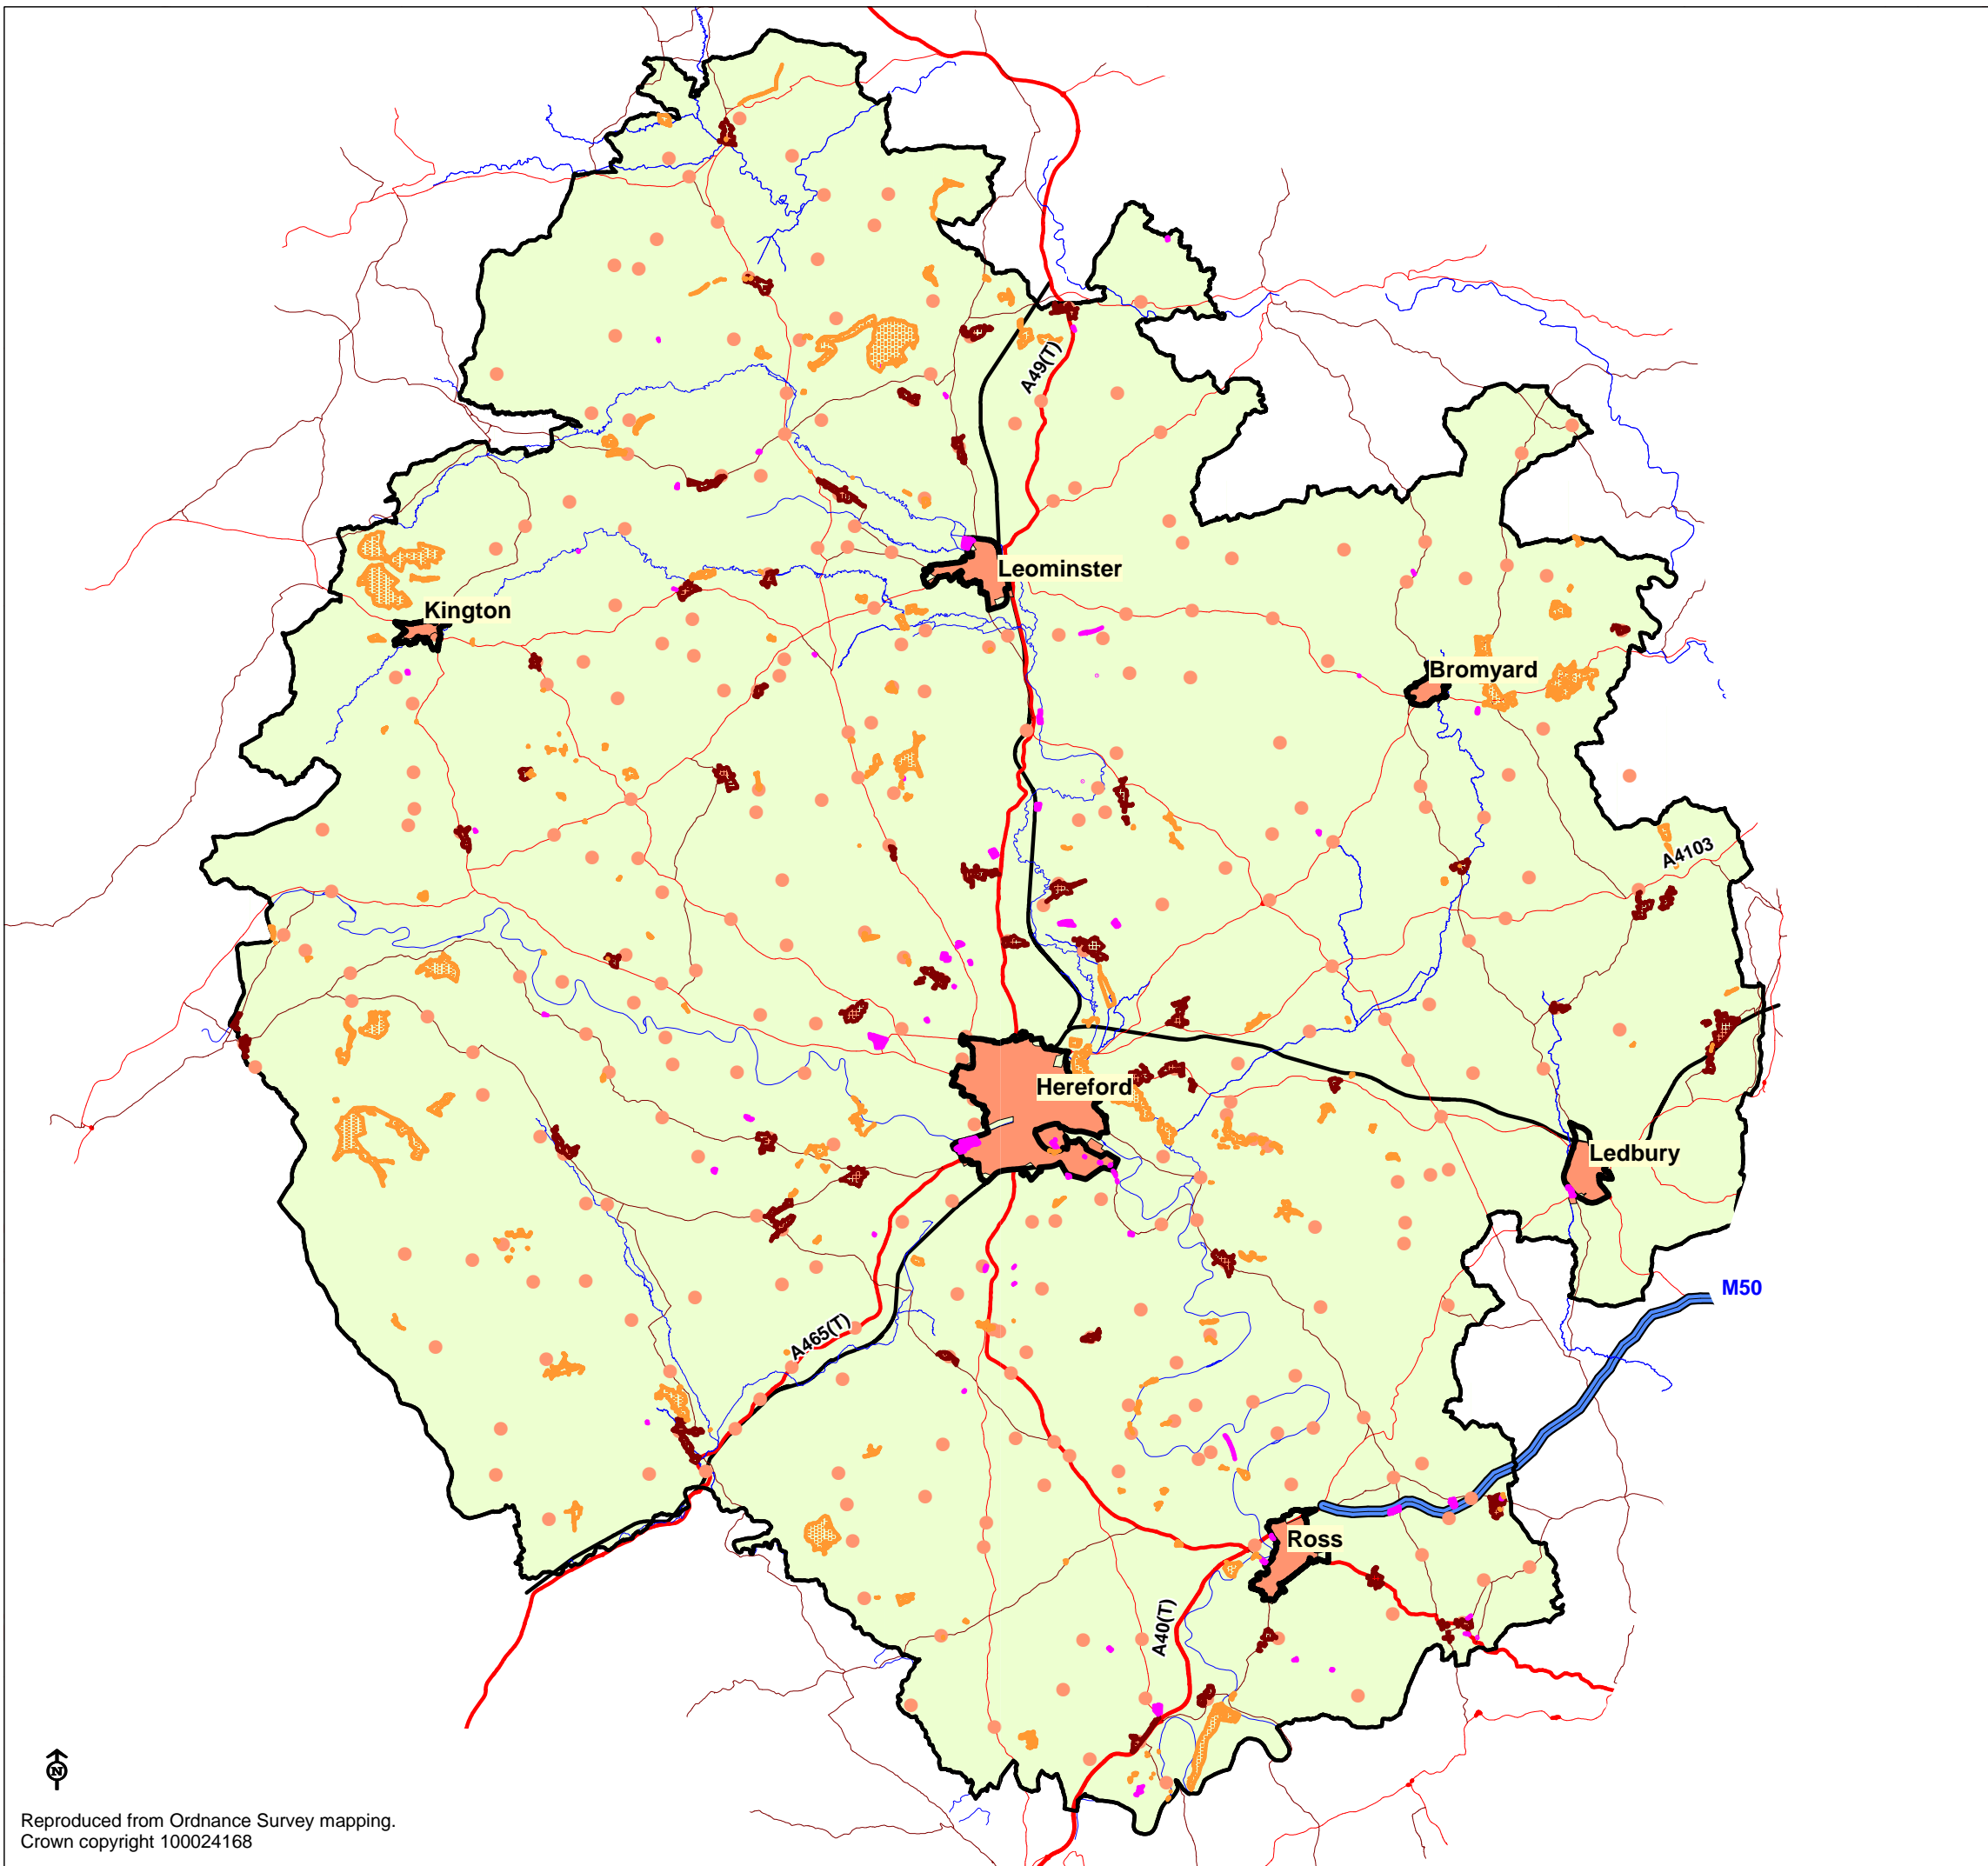 A49(T)
Leominster
Kington
Bromyard
A4103
Hereford
Ledbury
M50
A465(T)
Ross
A40(T)
N
Reproduced from Ordnance Survey mapping.
Crown copyright 100024168